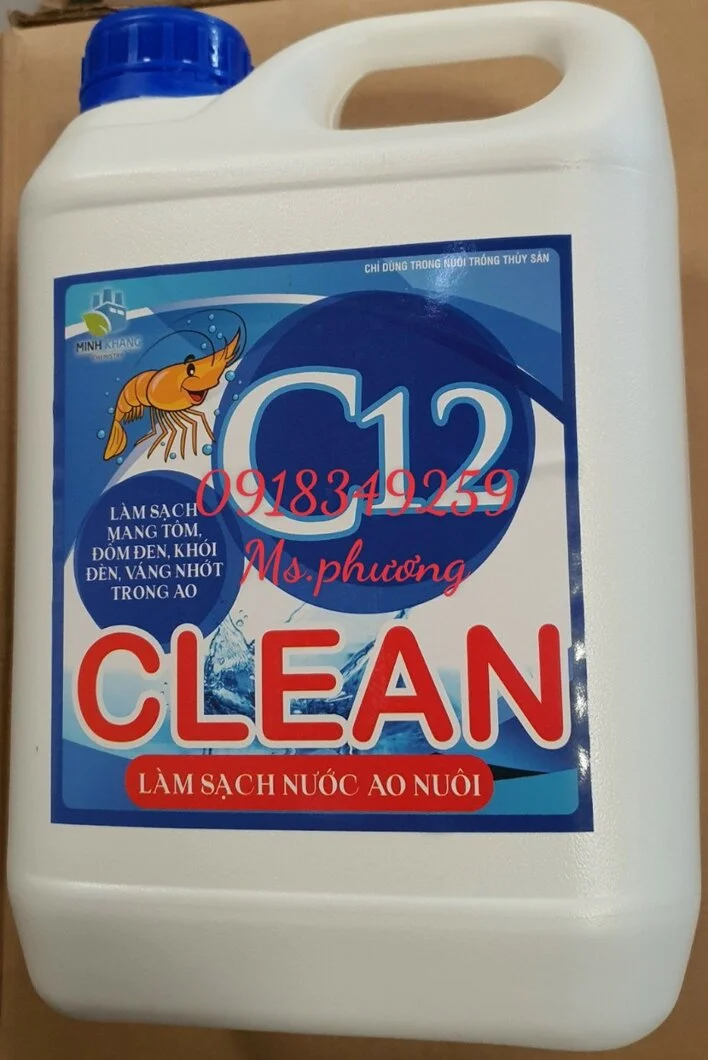 CHỈ DÙNG TRONG NUÔI TRỒNG THỦY SẢN
MINH KHANG
C12
0918349259
Ms.phương
LÀM SẠCH
MANG TÔM,
ĐỐM ĐEN, KHÓI
ĐÈN, VÁNG NHỚT
TRONG AO
CLEAN
LÀM SẠCH NƯỚC AO NUÔI